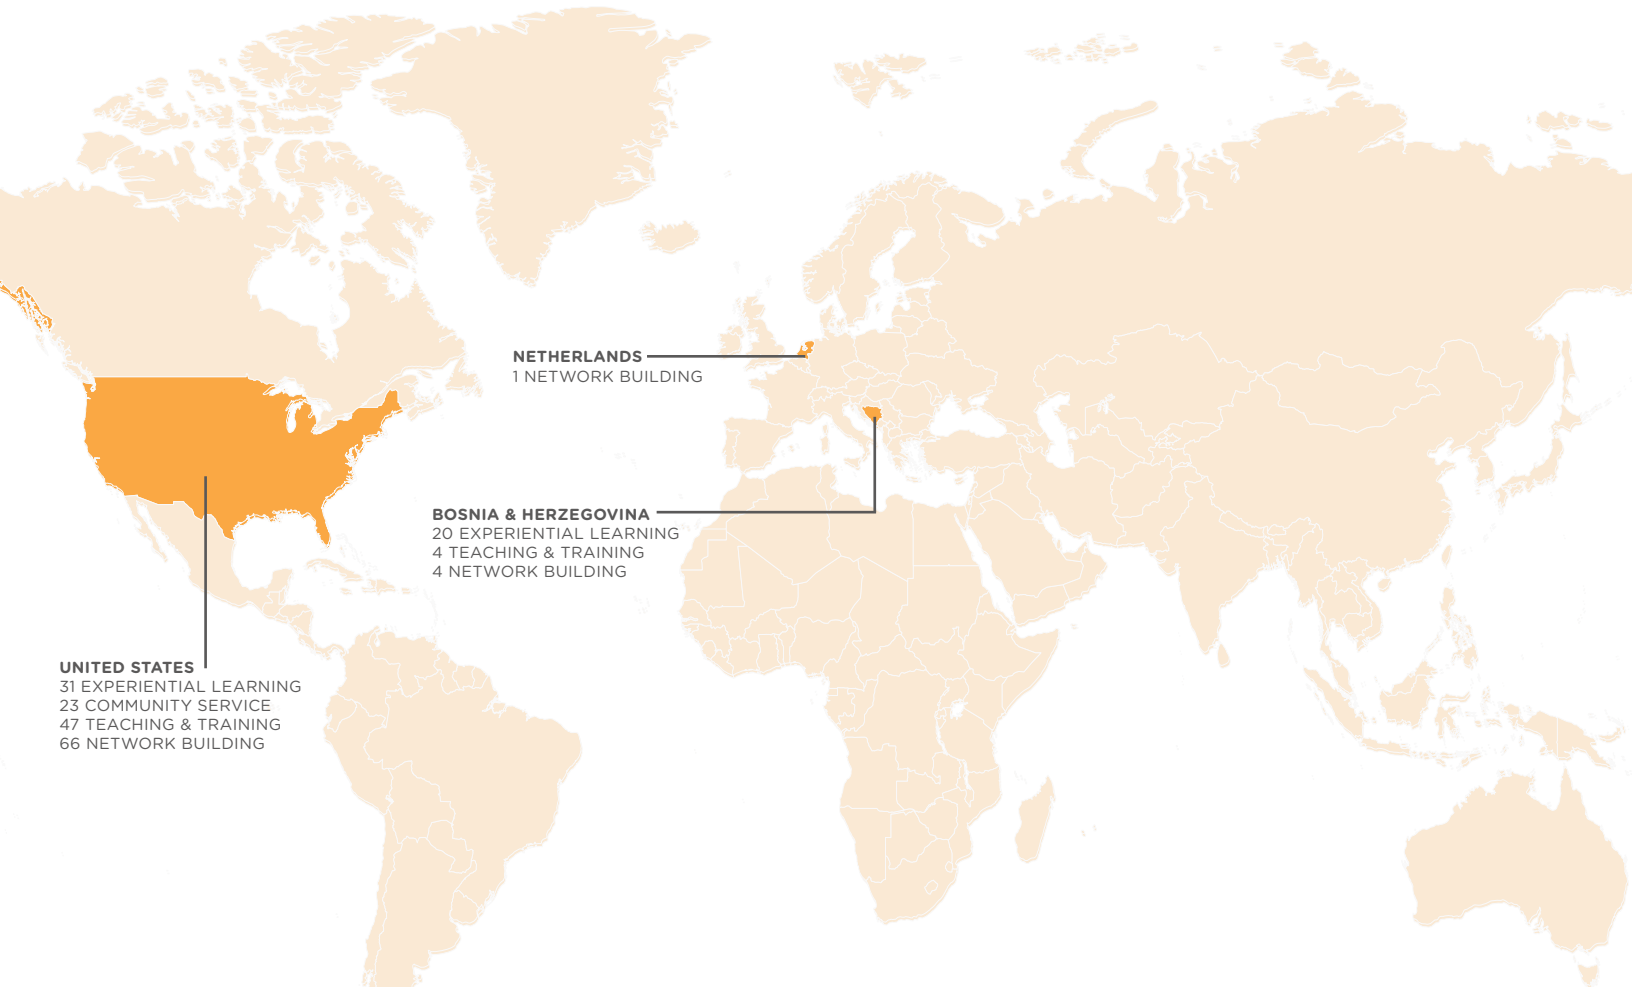 NETHERLANDS
1 NETWORK BUILDING
BOSNIA & HERZEGOVINA
20 EXPERIENTIAL LEARNING
4 TEACHING & TRAINING
4 NETWORK BUILDING
UNITED STATES
31 EXPERIENTIAL LEARNING
23 COMMUNITY SERVICE
47 TEACHING & TRAINING
66 NETWORK BUILDING